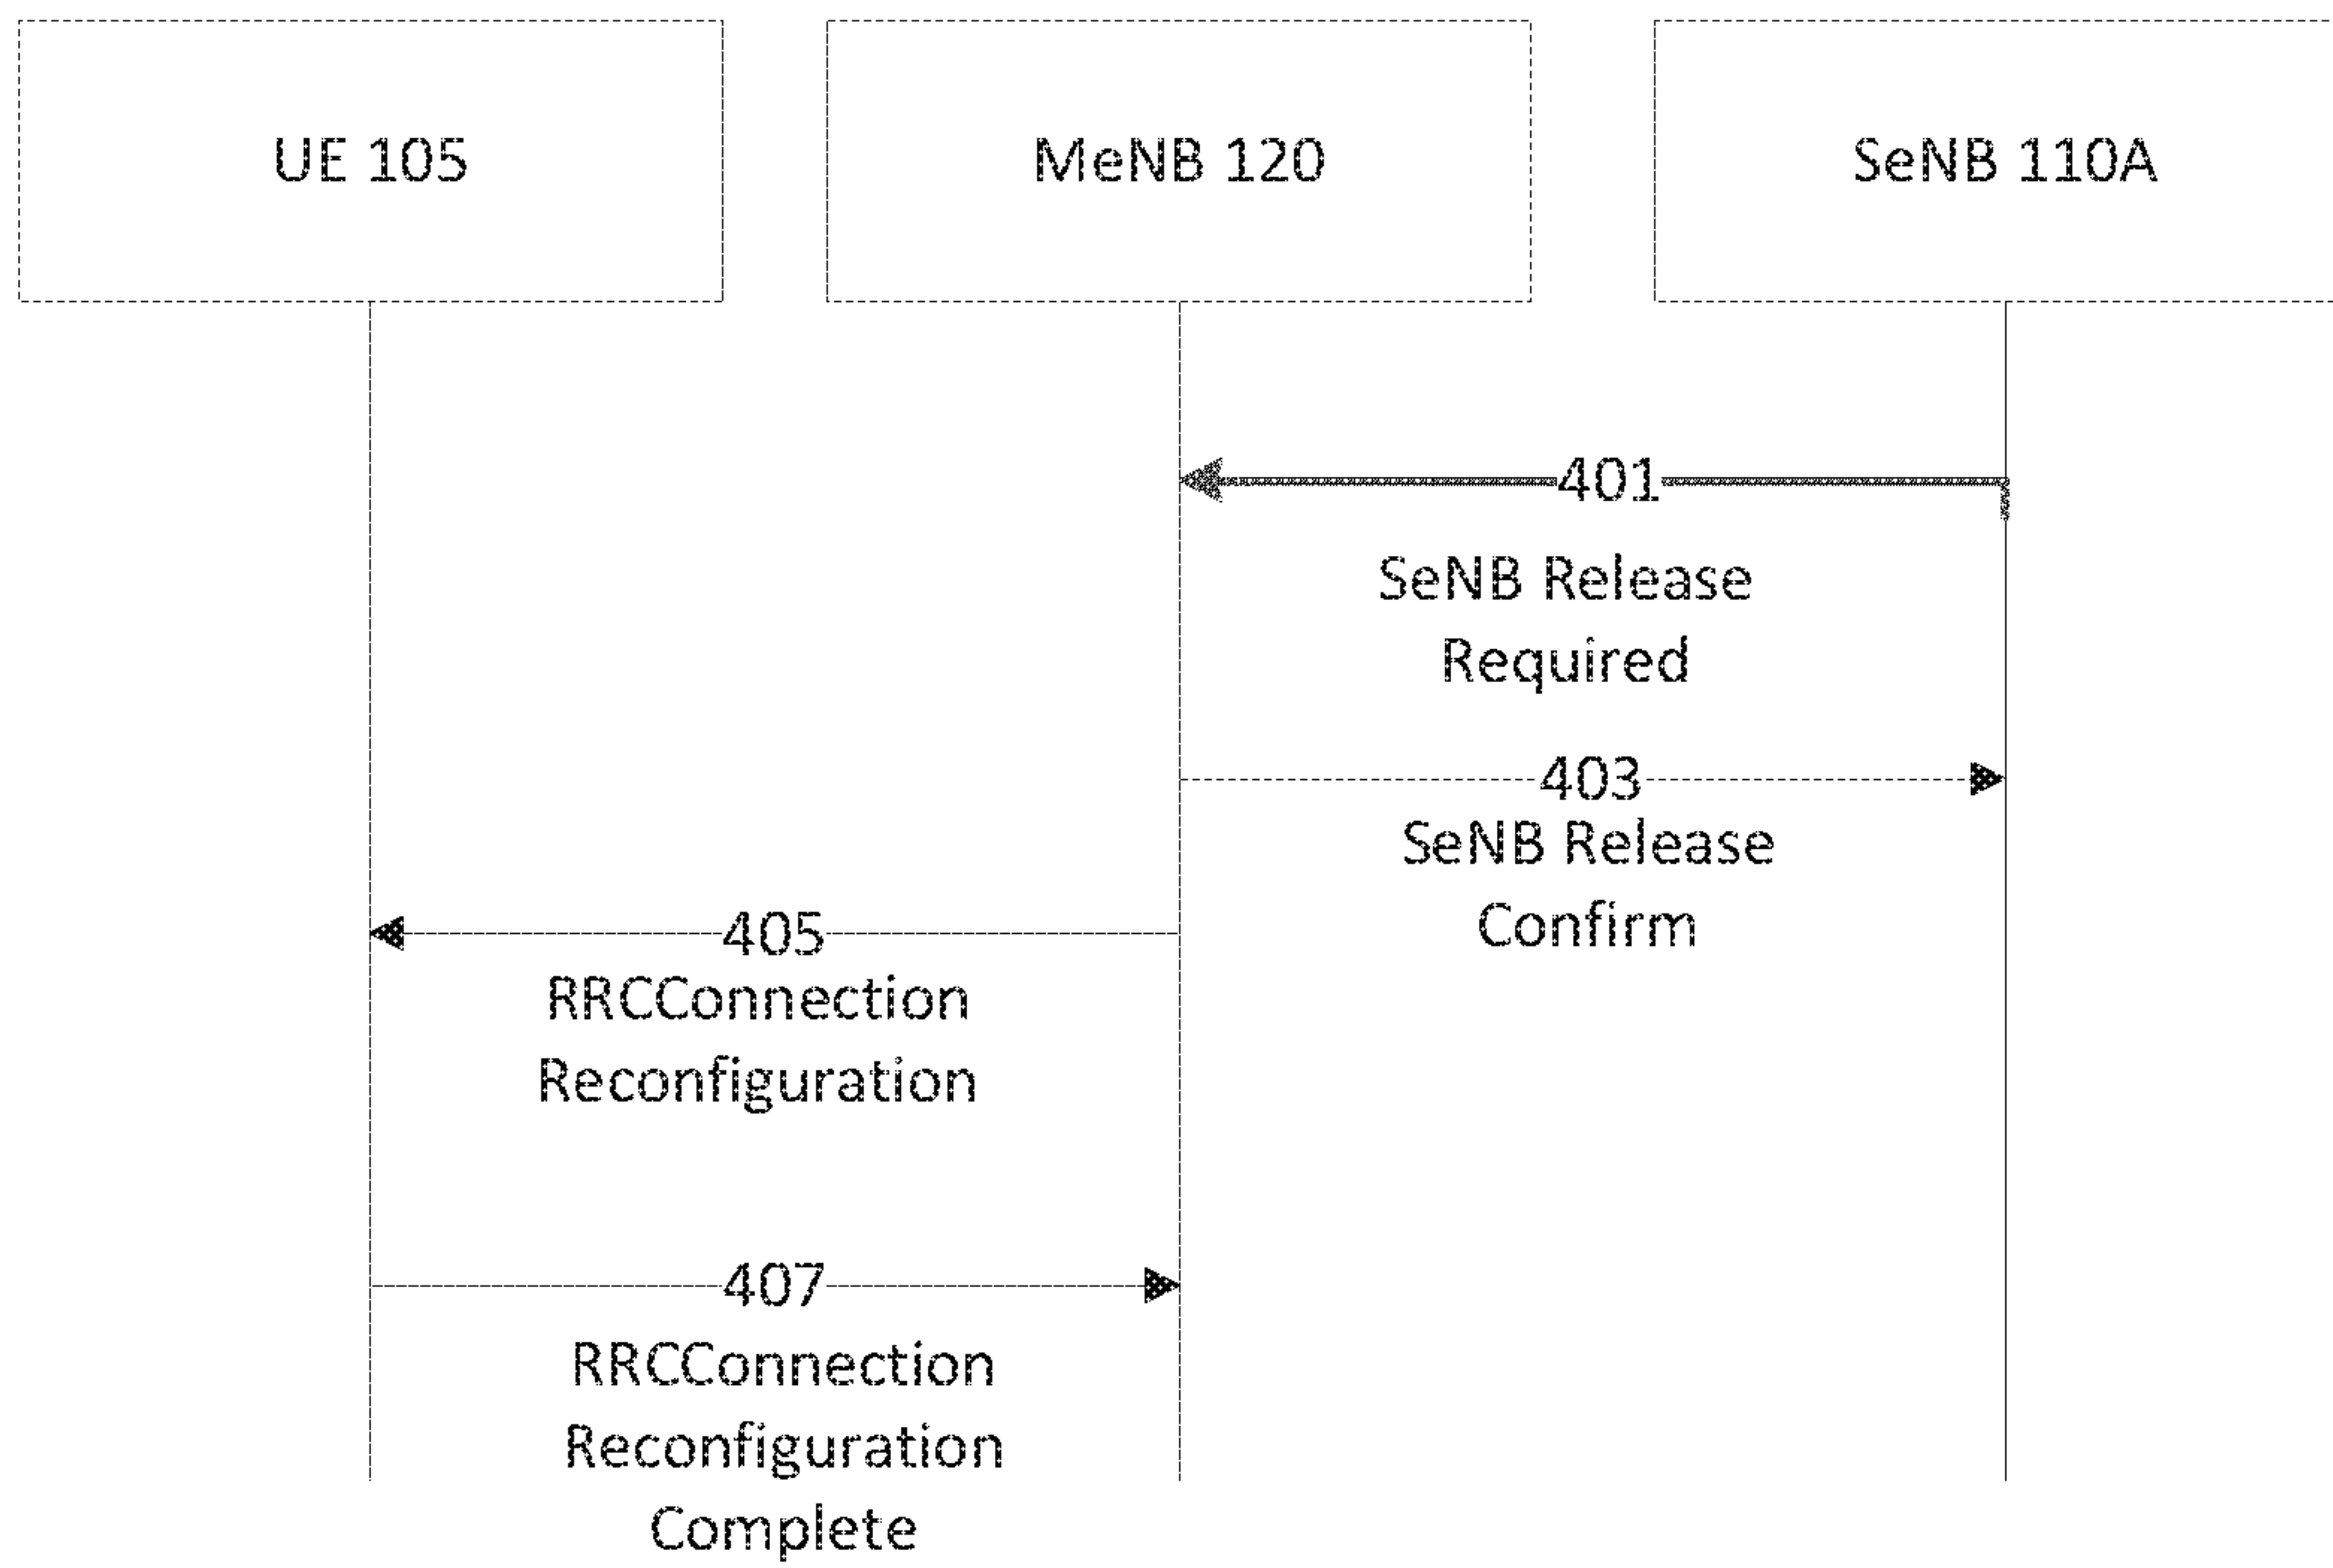 UE 105
MeNB 120
SeNB 110A
401
SeNB Release
Required
403
SeNB Release
Confirm
405
RRCConnection
Reconfiguration
407
RRCConnection
Reconfiguration
Complete